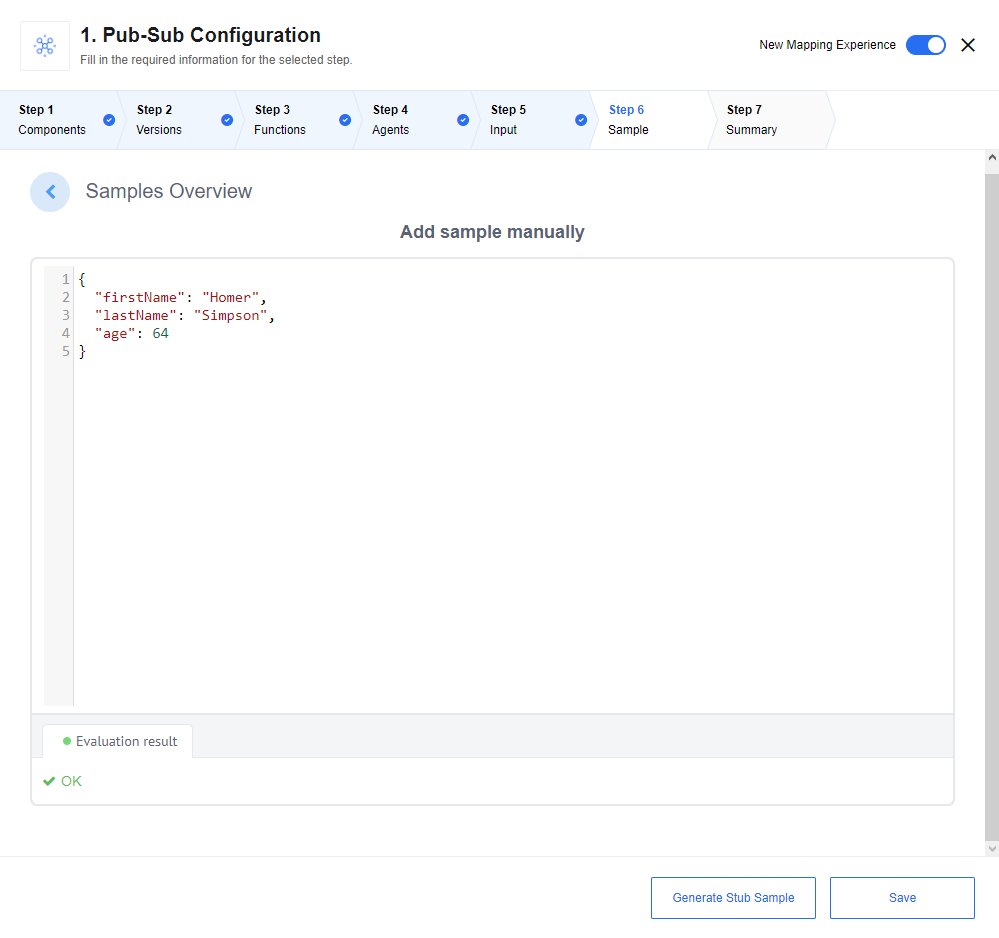 1. Pub-Sub Configuration
Fill in the required information for the selected step.
New Mapping Experience
Step 1
Components
Step 2
Versions
Step 3
Functions
Step 4
Agents
Step 5
Input
Step 6
Sample
Step 7
Summary
Samples Overview
Add sample manually
1 {
2   "firstName": "Homer",
3   "lastName": "Simpson",
4   "age": 64
5 }
Evaluation result
OK
Generate Stub Sample
Save